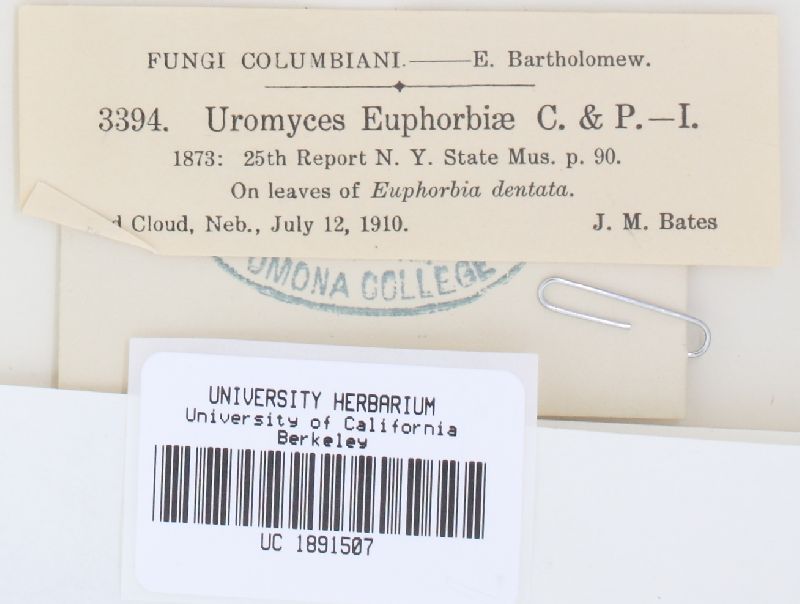 FUNGI COLUMBIANI.——E. Bartholomew.
3394. Uromyces Euphorbiæ C. & P.—I.
1873: 25th Report N. Y. State Mus. p. 90.
On leaves of Euphorbia dentata.
d Cloud, Neb., July 12, 1910. J. M. Bates
OMONA COLLEGE
UNIVERSITY HERBARIUM
University of California
Berkeley
UC 1891507